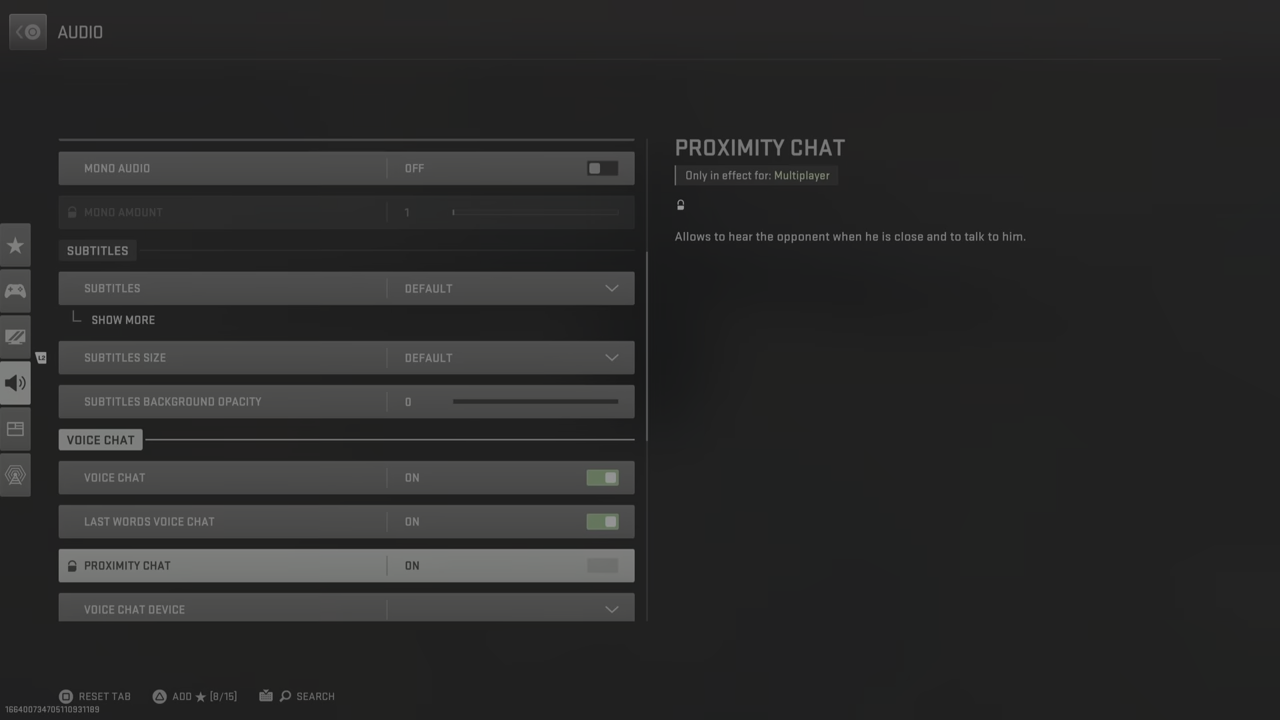 AUDIO
MONO AUDIO OFF
MONO AMOUNT 1
SUBTITLES
SUBTITLES DEFAULT
SHOW MORE
SUBTITLES SIZE DEFAULT
SUBTITLES BACKGROUND OPACITY 0
VOICE CHAT
VOICE CHAT ON
LAST WORDS VOICE CHAT ON
PROXIMITY CHAT ON
VOICE CHAT DEVICE
L2
PROXIMITY CHAT
Only in effect for: Multiplayer
Allows to hear the opponent when he is close and to talk to him.
RESET TAB ADD ★ [8/15] SEARCH
16640073470511093118​9